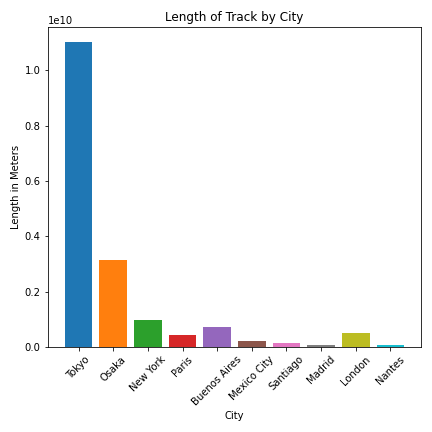 Length of Track by City
1e10
1.0
0.8
0.6
0.4
0.2
0.0
Length in Meters
Tokyo
Osaka
New York
Paris
Buenos Aires
Mexico City
Santiago
Madrid
London
Nantes
City